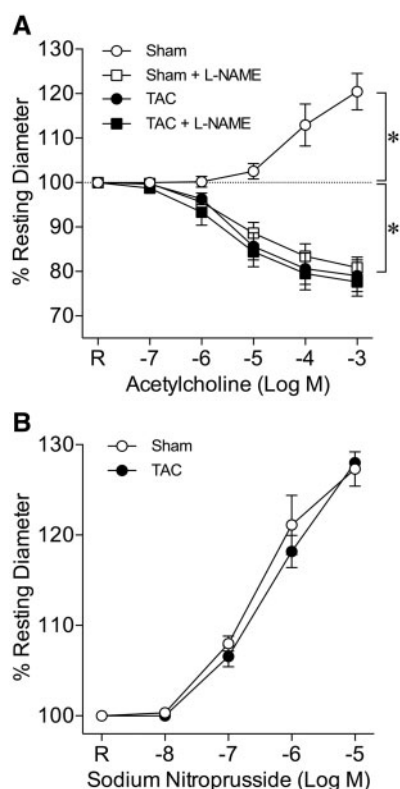 A
130
120
110
100
90
80
70
% Resting Diameter
Sham
Sham + L-NAME
TAC
TAC + L-NAME
*
*
R -7 -6 -5 -4 -3
Acetylcholine (Log M)
B
130
120
110
100
% Resting Diameter
Sham
TAC
R -8 -7 -6 -5
Sodium Nitroprusside (Log M)